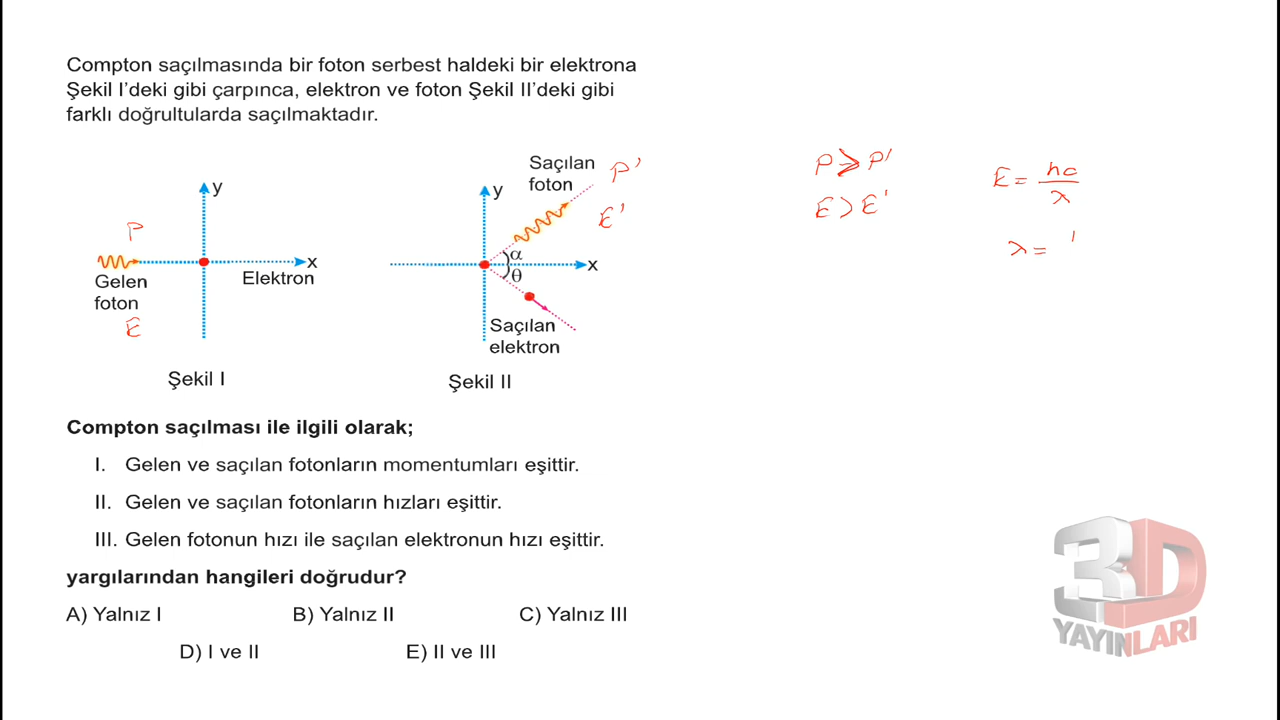 Compton saçılmasında bir foton serbest haldeki bir elektrona
Şekil I'deki gibi çarpınca, elektron ve foton Şekil II'deki gibi
farklı doğrultularda saçılmaktadır.
y
P
x
Gelen
foton
Elektron
E
Şekil I
Saçılan
foton
P'
E'
y
α
θ
x
Saçılan
elektron
Şekil II
P > P'
E > E'
E = hc/λ
λ = '
Compton saçılması ile ilgili olarak;
I. Gelen ve saçılan fotonların momentumları eşittir.
II. Gelen ve saçılan fotonların hızları eşittir.
III. Gelen fotonun hızı ile saçılan elektronun hızı eşittir.
yargılarından hangileri doğrudur?
A) Yalnız I B) Yalnız II C) Yalnız III
D) I ve II E) II ve III
3D
YAYINLARI